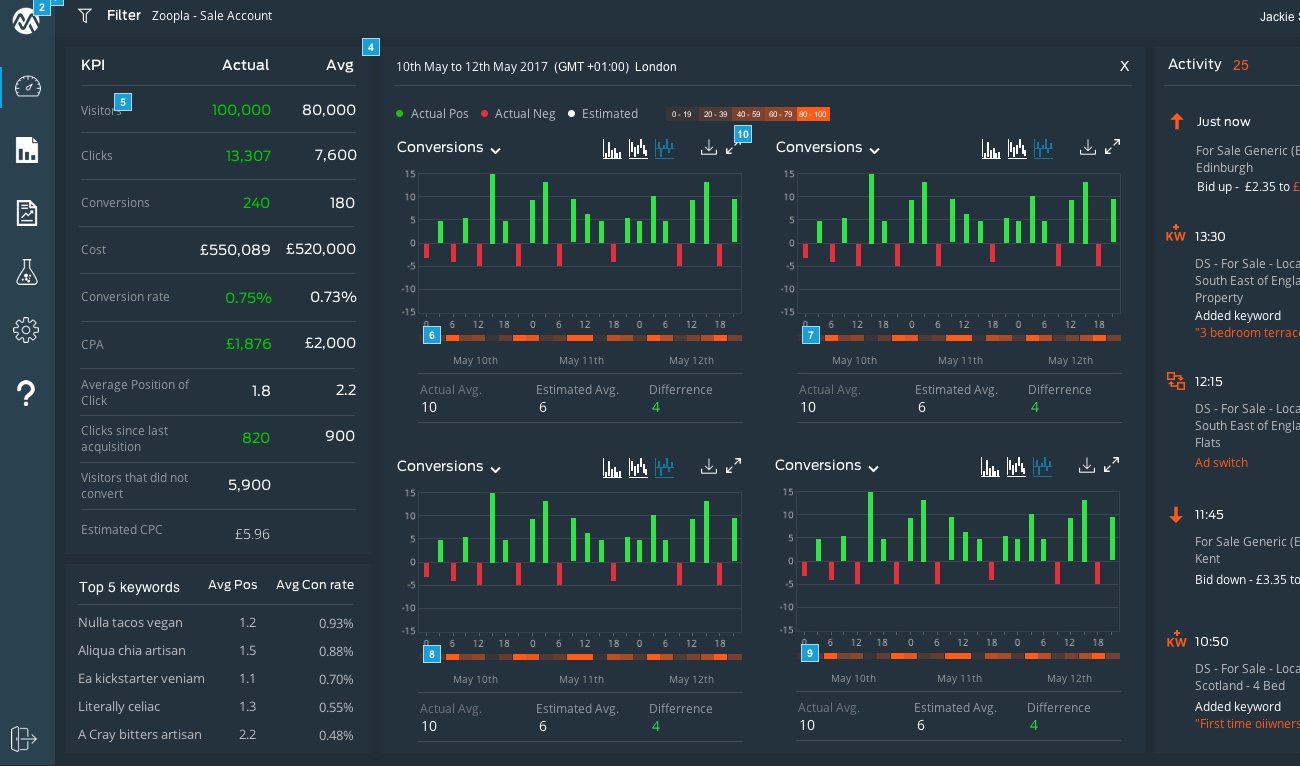 2
Filter Zoopla - Sale Account
Jackie
4
KPI Actual Avg
5
Visitors 100,000 80,000
Clicks 13,307 7,600
Conversions 240 180
Cost £550,089 £520,000
Conversion rate 0.75% 0.73%
CPA £1,876 £2,000
Average Position of
Click 1.8 2.2
Clicks since last
acquisition 820 900
Visitors that did not
convert 5,900
Estimated CPC £5.96
Top 5 keywords Avg Pos Avg Con rate
Nulla tacos vegan 1.2 0.93%
Aliqua chia artisan 1.5 0.88%
Ea kickstarter veniam 1.1 0.70%
Literally celiac 1.3 0.55%
A Cray bitters artisan 2.2 0.48%
10th May to 12th May 2017 (GMT +01:00) London X
Actual Pos Actual Neg Estimated 0 - 19 20 - 39 40 - 59 60 - 79 80 - 100
10
Conversions
15
10
5
0
-5
-10
-15
0 6 12 18 0 6 12 18 0 6 12 18
6
May 10th May 11th May 12th
Actual Avg. Estimated Avg. Differrence
10 6 4
Conversions
15
10
5
0
-5
-10
-15
0 6 12 18 0 6 12 18 0 6 12 18
7
May 10th May 11th May 12th
Actual Avg. Estimated Avg. Differrence
10 6 4
Conversions
15
10
5
0
-5
-10
-15
0 6 12 18 0 6 12 18 0 6 12 18
8
May 10th May 11th May 12th
Actual Avg. Estimated Avg. Differrence
10 6 4
Conversions
15
10
5
0
-5
-10
-15
0 6 12 18 0 6 12 18 0 6 12 18
9
May 10th May 11th May 12th
Actual Avg. Estimated Avg. Differrence
10 6 4
Activity 25
Just now
For Sale Generic (E
Edinburgh
Bid up - £2.35 to £
KW 13:30
DS - For Sale - Loca
South East of Engla
Property
Added keyword
"3 bedroom terrace
12:15
DS - For Sale - Loca
South East of Engla
Flats
Ad switch
11:45
For Sale Generic (E
Kent
Bid down - £3.35 to
KW 10:50
DS - For Sale - Loca
Scotland - 4 Bed
Added keyword
"First time oiiwners